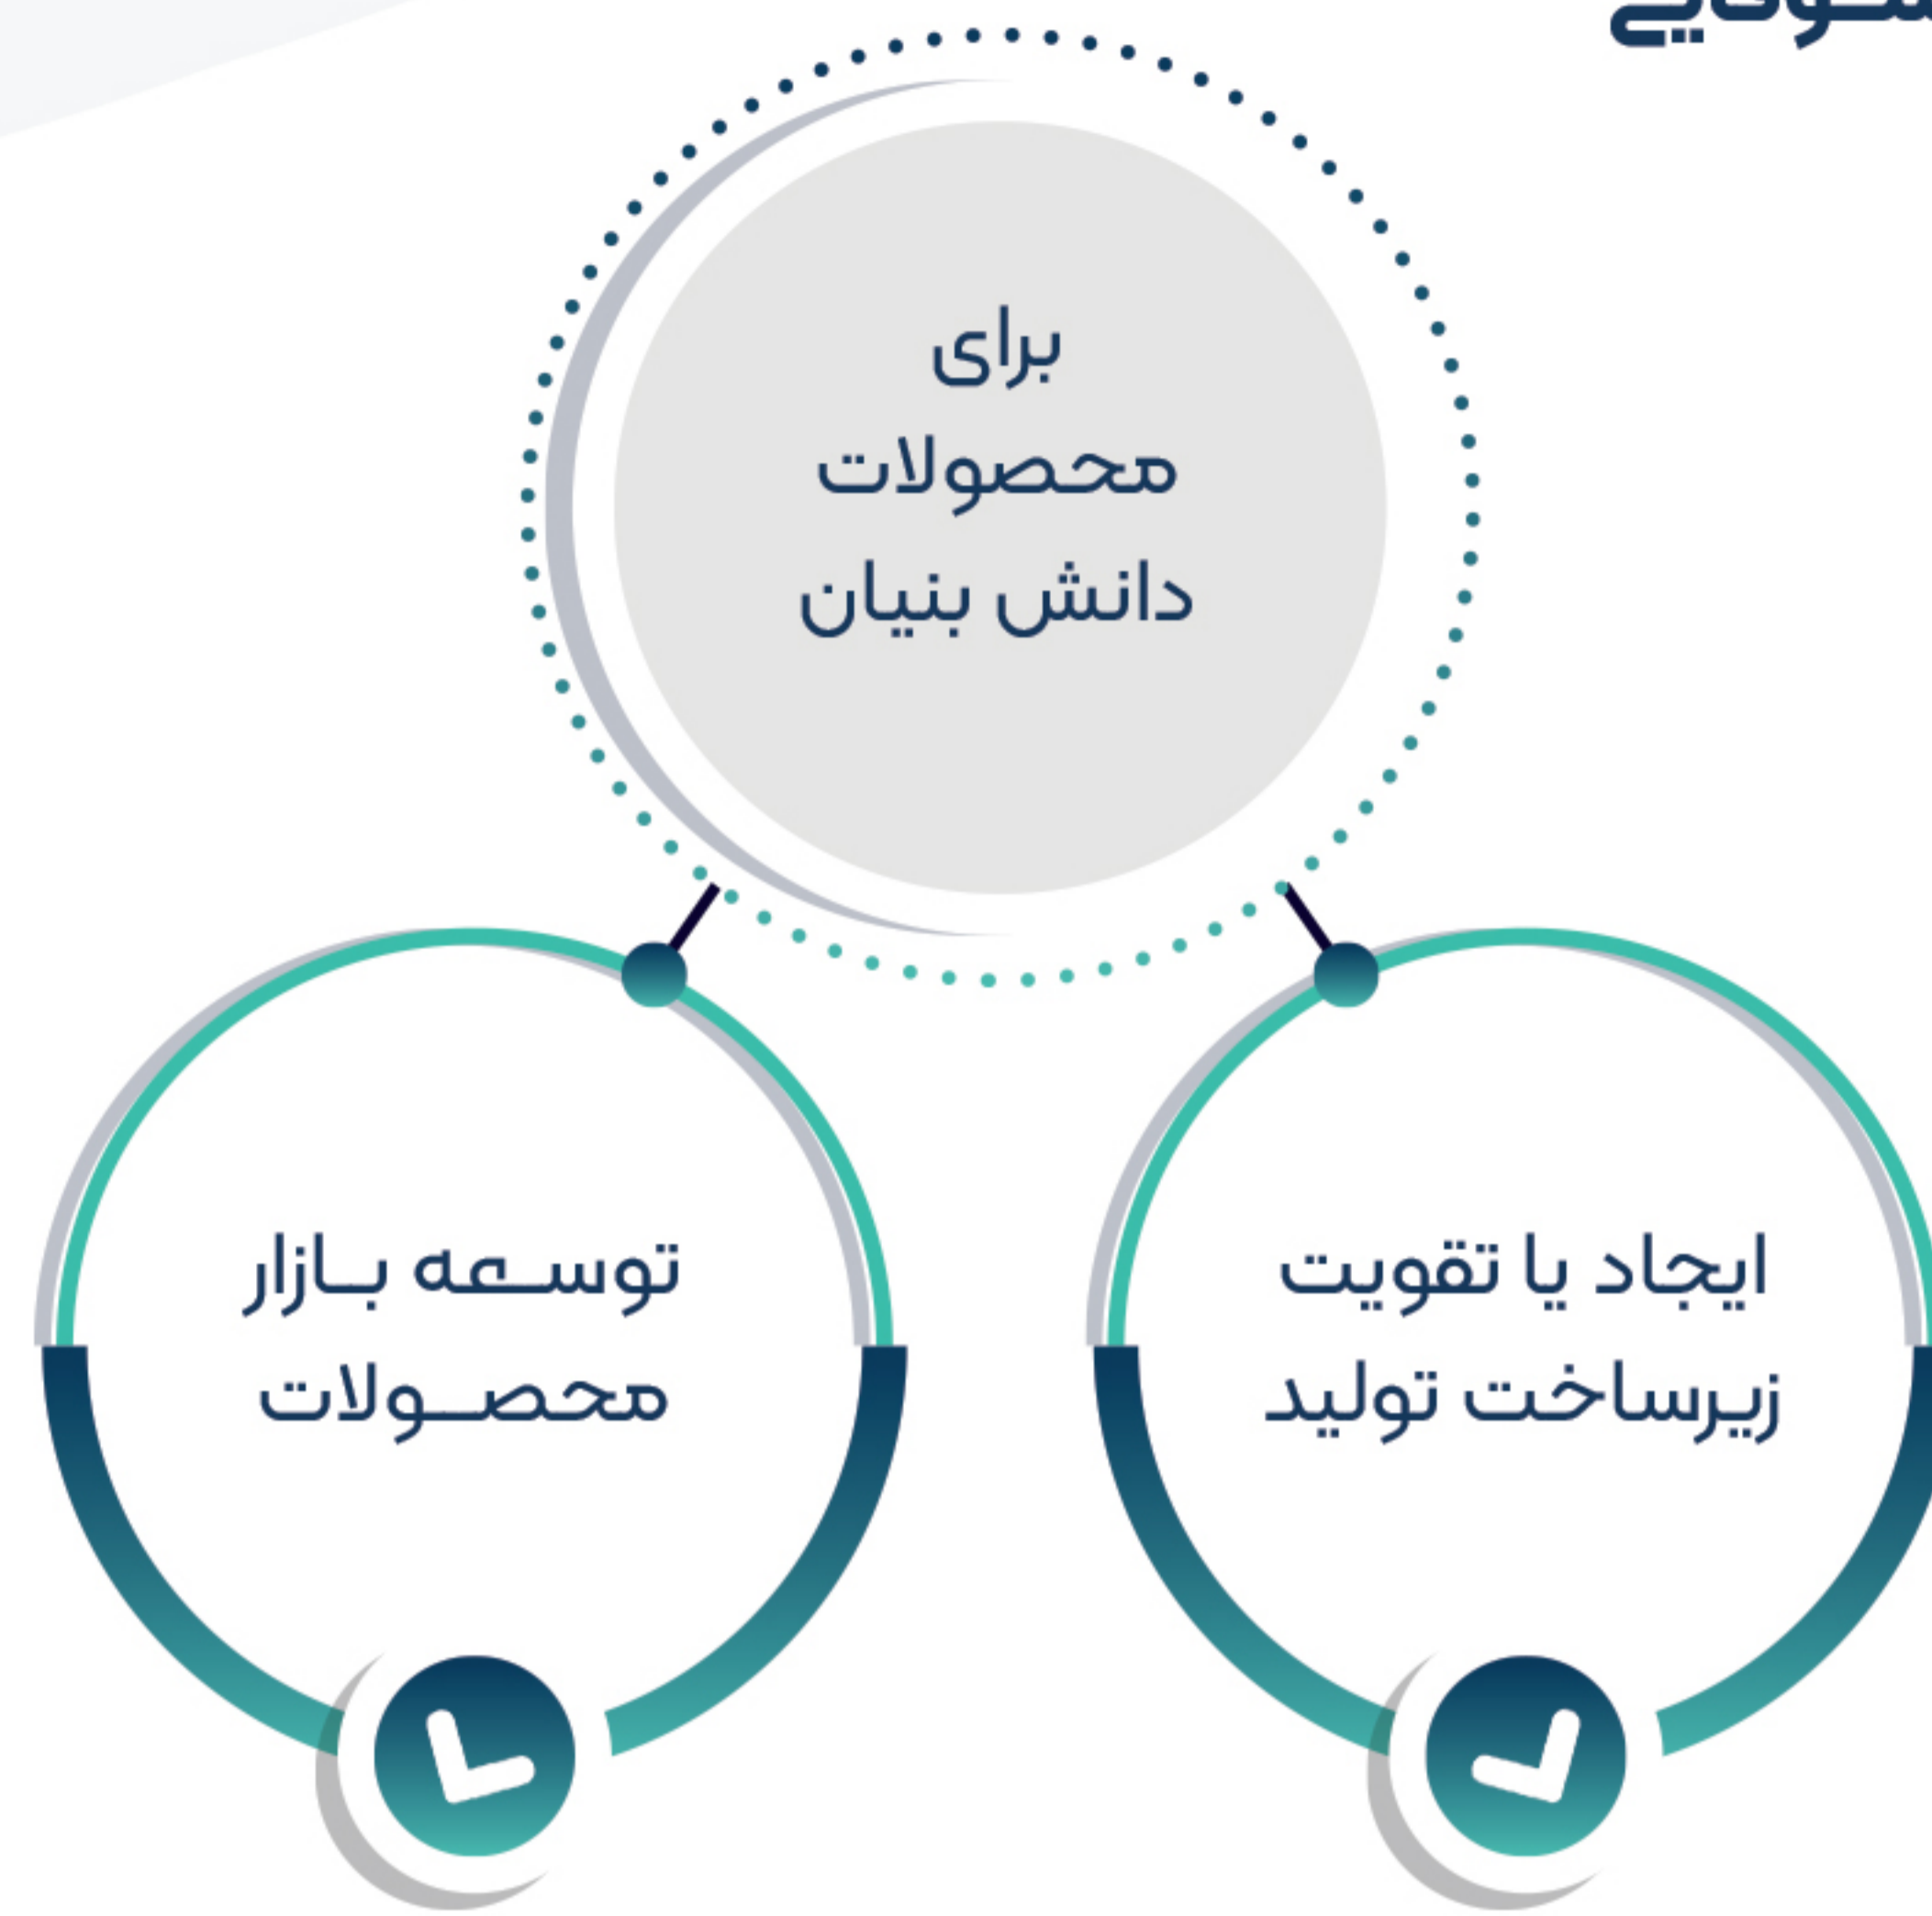 برای
محصولات
دانش بنیان
ایجاد یا تقویت
زیرساخت تولید
توسعه بازار
محصولات